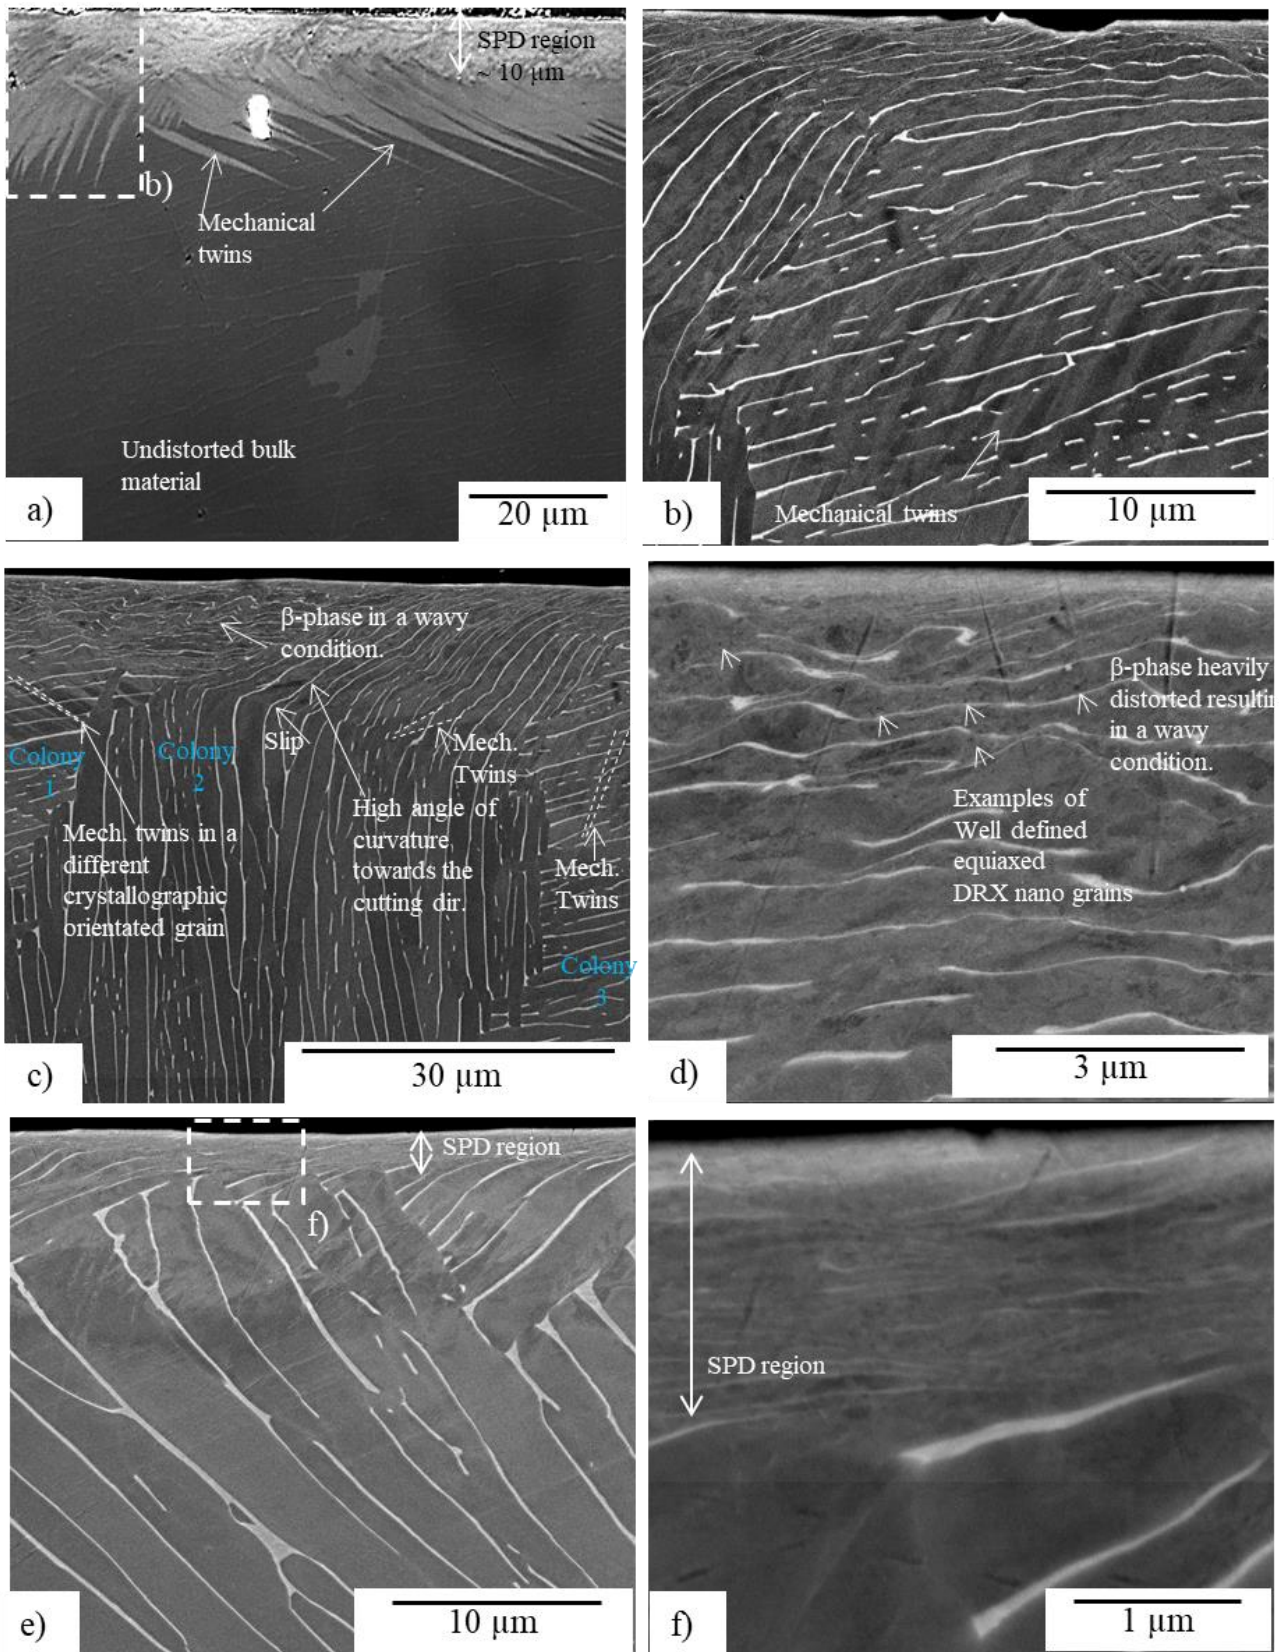 SPD region
~ 10 µm
b)
Mechanical
twins
Undistorted bulk
material
a)
20 µm
Mechanical twins
b)
10 µm
β-phase in a wavy
condition.
Colony
1
Colony
2
Slip
Mech.
Twins
Mech. twins in a
different
crystallographic
orientated grain
High angle of
curvature
towards the
cutting dir.
Mech.
Twins
Colony
3
c)
30 µm
β-phase heavily
distorted resultin
in a wavy
condition.
Examples of
Well defined
equiaxed
DRX nano grains
d)
3 µm
SPD region
f)
e)
10 µm
SPD region
f)
1 µm